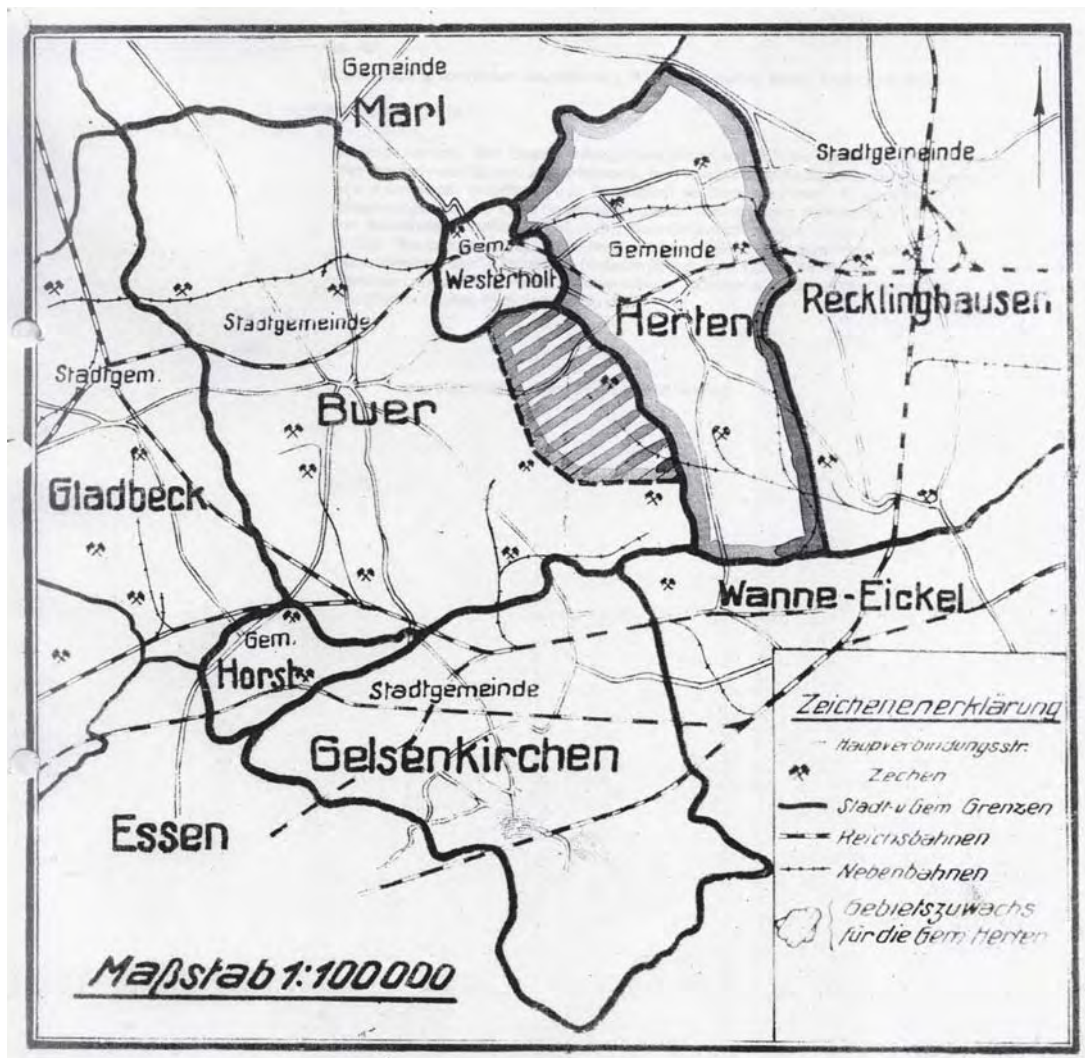 Gemeinde
Marl
Stadtgemeinde
Recklinghausen
Gem.
Westerholt
Gemeinde
Herten
Stadtgemeinde
Buer
Stadtgem.
Gladbeck
Wanne-Eickel
Gem.
Horst
Stadtgemeinde
Gelsenkirchen
Essen
Maßstab 1:100000
Zeichenenerklärung
Haupverbindungsstr.
Zechen
Stadt-u Gem. Grenzen
Reichsbahnen
Nebenbahnen
Gebietszuwachs
für die Gem. Herten